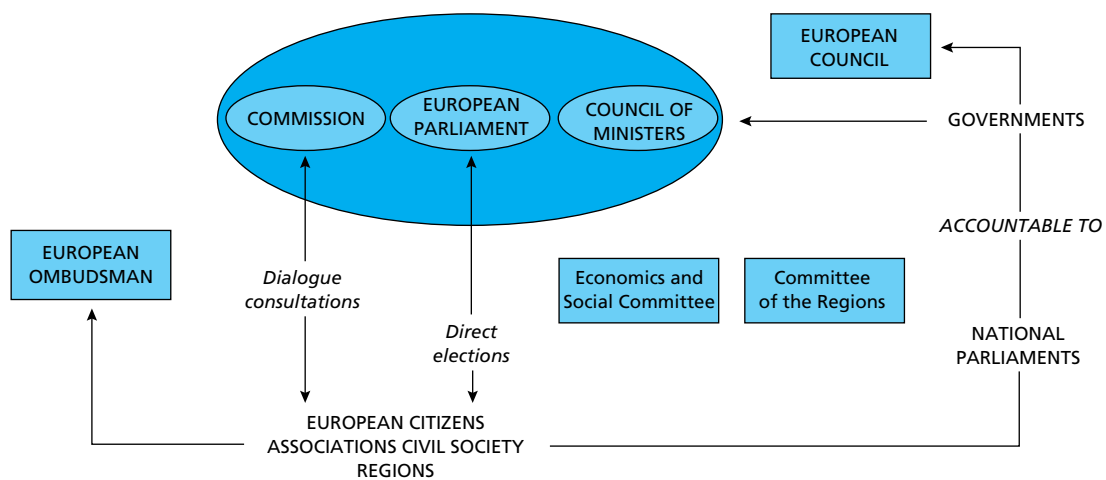 EUROPEAN
COUNCIL
COMMISSION
EUROPEAN
PARLIAMENT
COUNCIL OF
MINISTERS
GOVERNMENTS
ACCOUNTABLE TO
EUROPEAN
OMBUDSMAN
Dialogue
consultations
Economics and
Social Committee
Committee
of the Regions
Direct
elections
NATIONAL
PARLIAMENTS
EUROPEAN CITIZENS
ASSOCIATIONS CIVIL SOCIETY
REGIONS